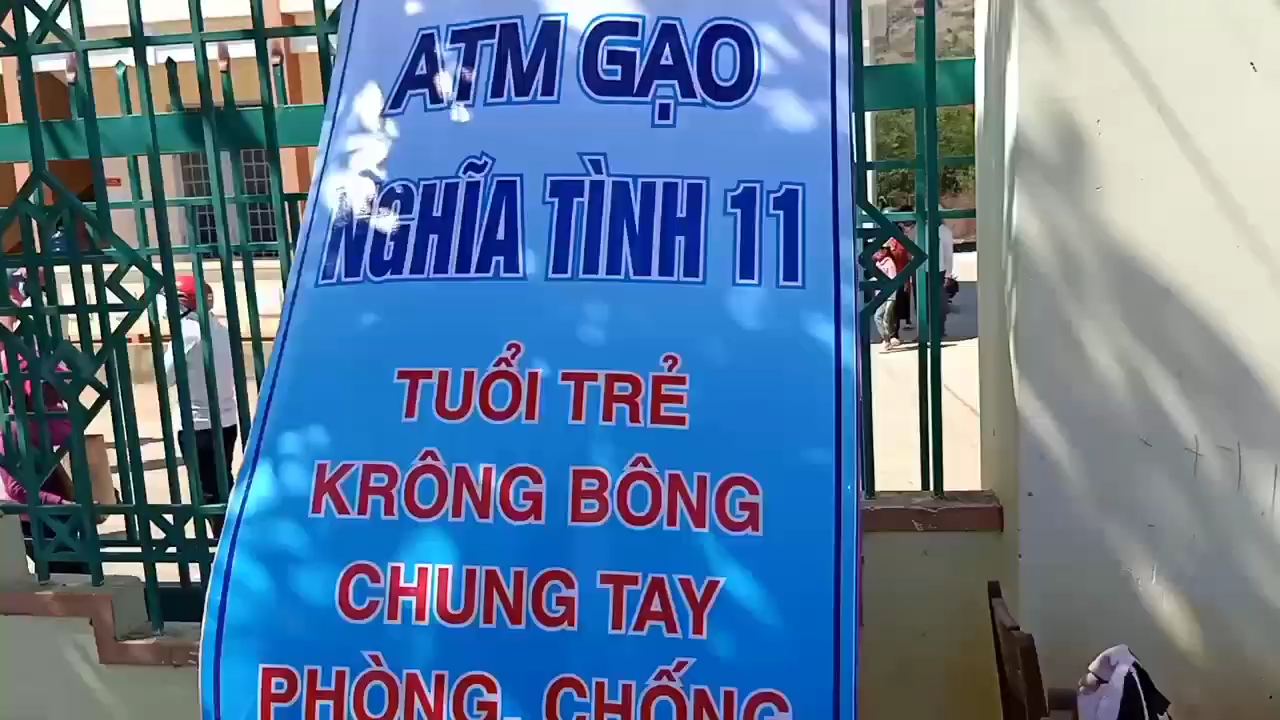 ATM GẠO
NGHĨA TÌNH 11
TUỔI TRẺ
KRÔNG BÔNG
CHUNG TAY
PHÒNG, CHỐNG